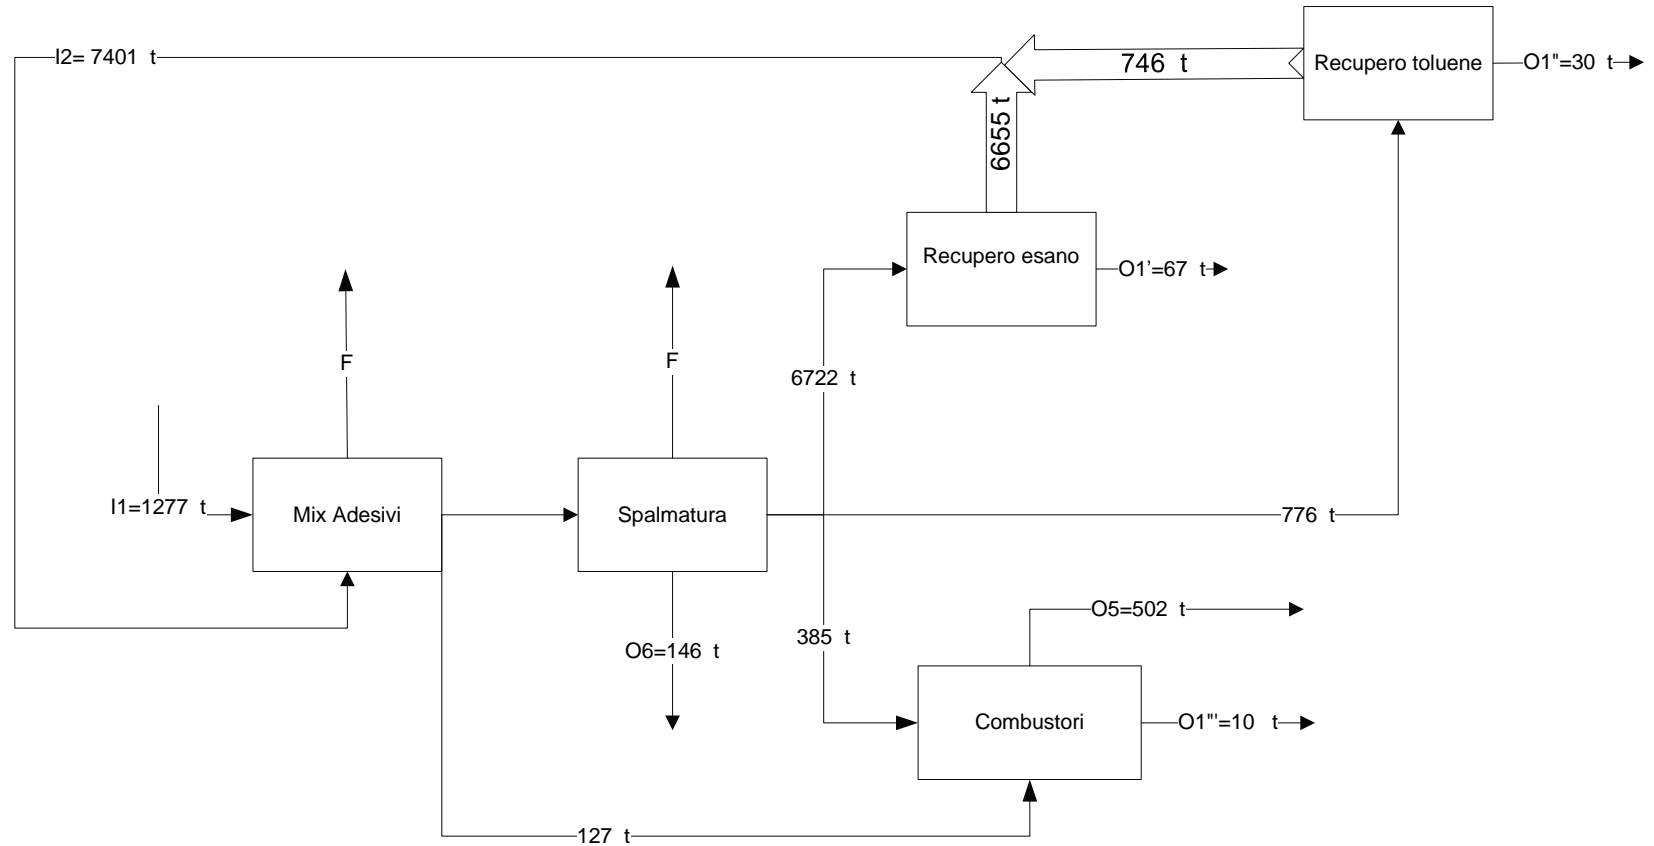 I2= 7401 t
746 t
Recupero toluene
O1"=30 t
6655 t
Recupero esano
O1'=67 t
F
F
6722 t
I1=1277 t
Mix Adesivi
Spalmatura
776 t
O5=502 t
385 t
O6=146 t
Combustori
O1"'=10 t
127 t